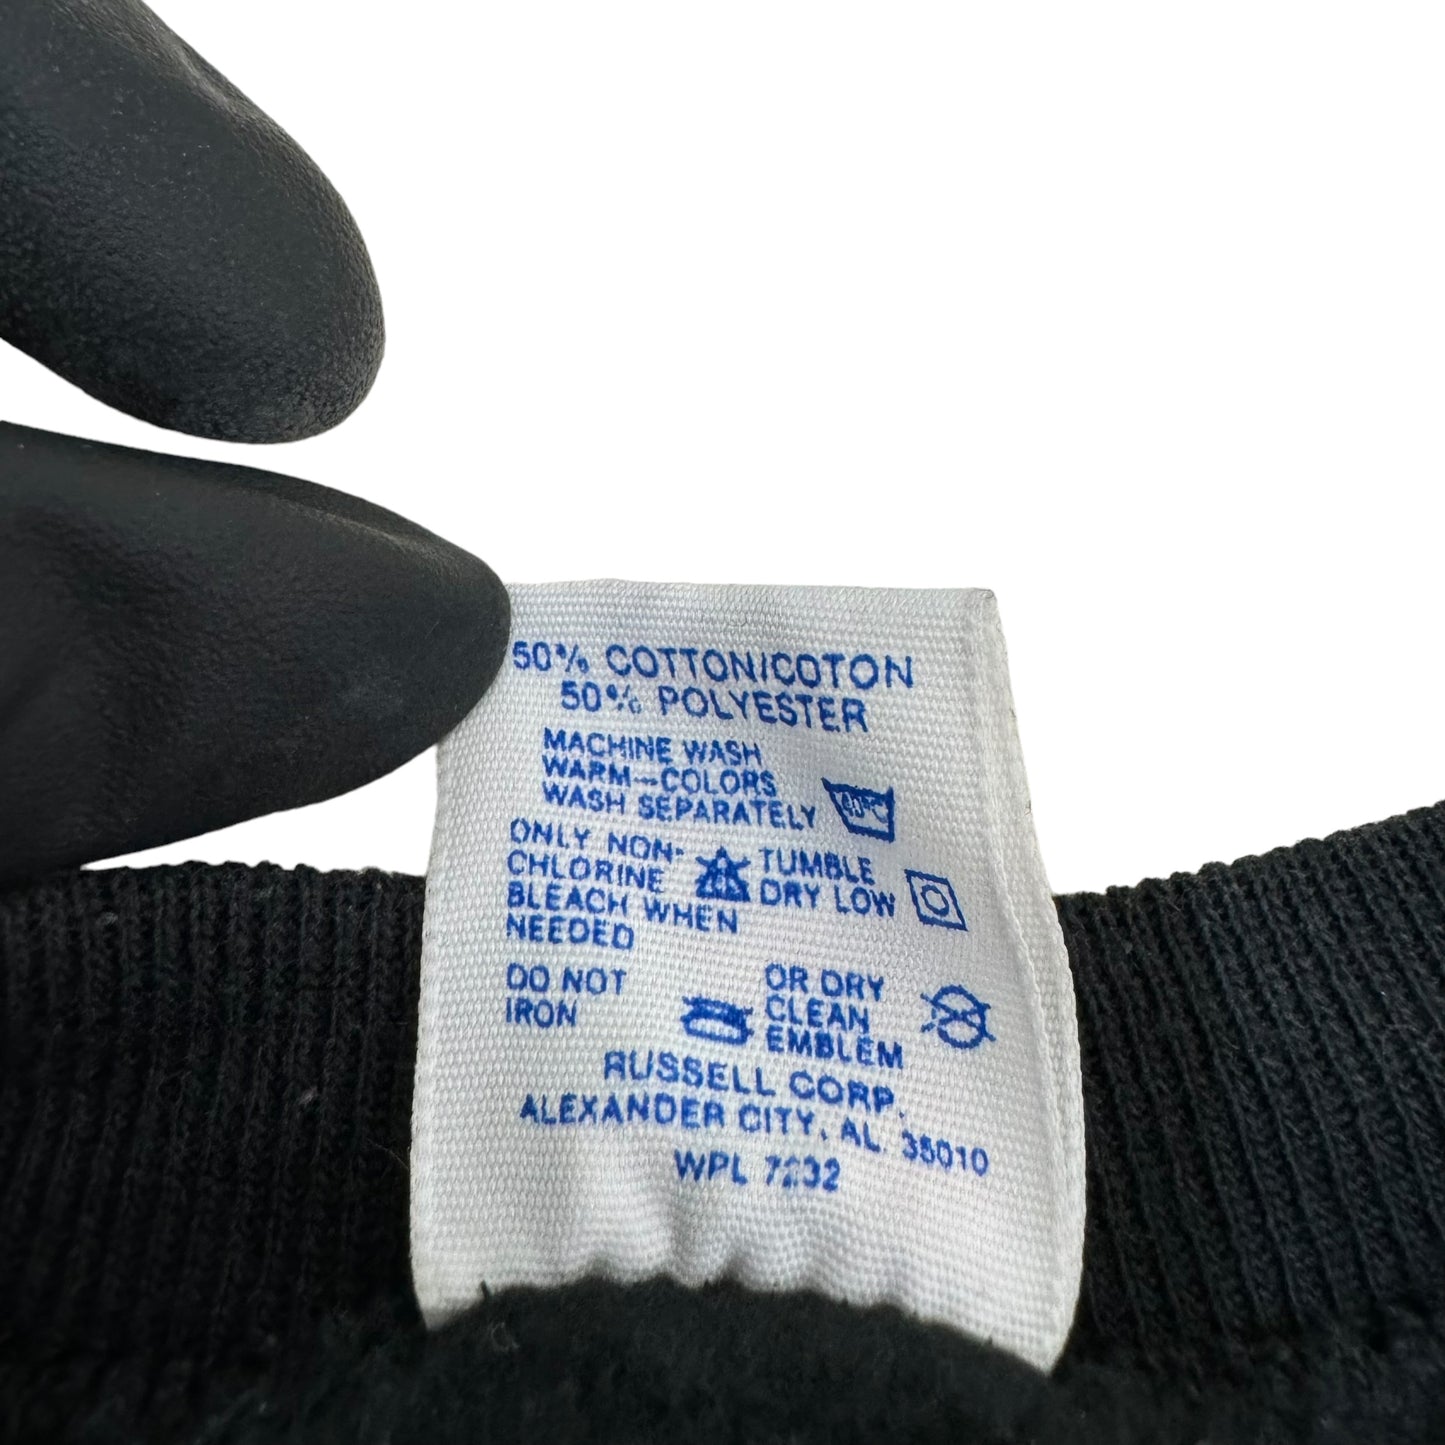 50% COTTON/COTON
50% POLYESTER
MACHINE WASH
WARM—COLORS
WASH SEPARATELY
40°C
ONLY NON-
CHLORINE
BLEACH WHEN
NEEDED
TUMBLE
DRY LOW
DO NOT
IRON
OR DRY
CLEAN
EMBLEM
RUSSELL CORP.
ALEXANDER CITY, AL. 35010
WPL 7232